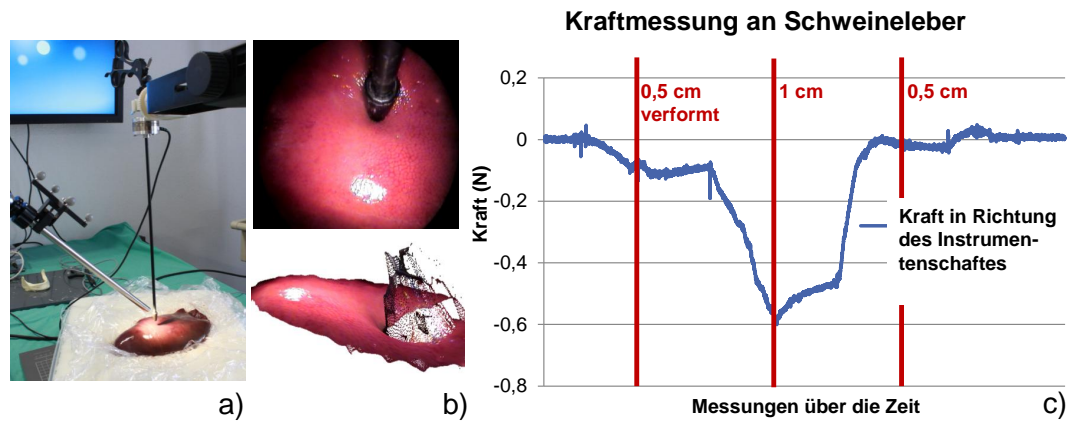 Kraftmessung an Schweineleber
0,2
0
-0,2
-0,4
-0,6
-0,8
Kraft (N)
0,5 cm
verformt
1 cm
0,5 cm
Kraft in Richtung
des Instrumen-
tenschaftes
Messungen über die Zeit
a)
b)
c)